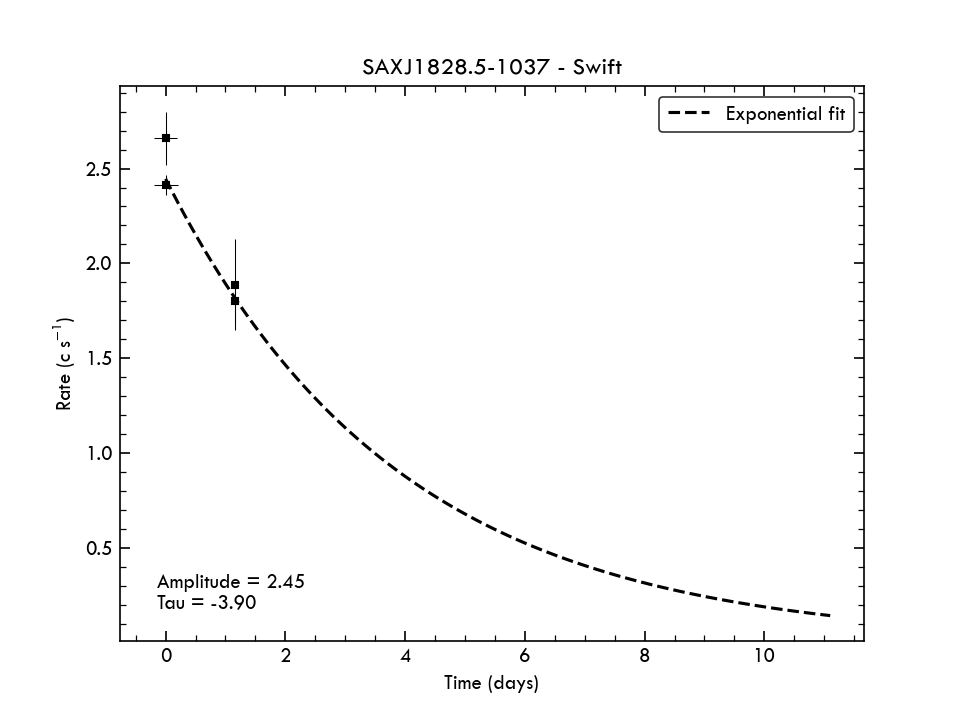 SAXJ1828.5-1037 - Swift
Exponential fit
2.5
2.0
1.5
1.0
0.5
Rate (c s⁻¹)
Amplitude = 2.45
Tau = -3.90
0 2 4 6 8 10
Time (days)